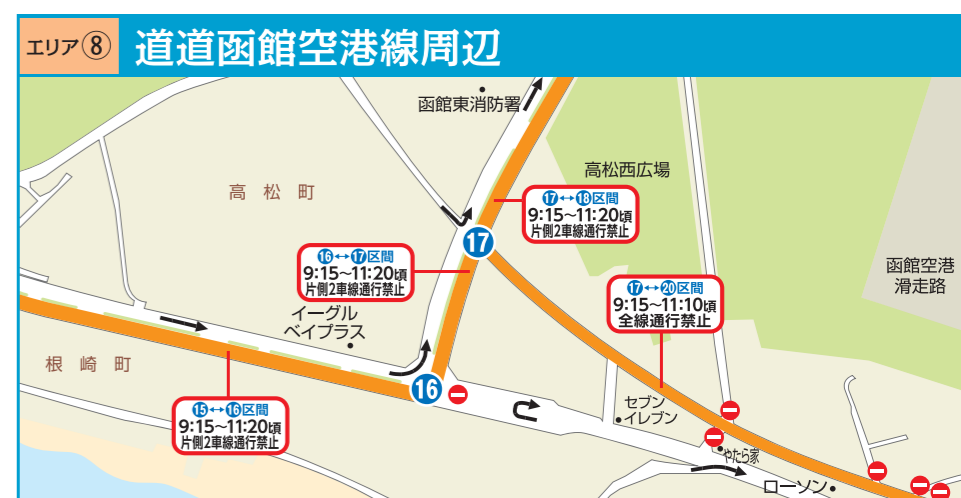 エリア⑧ 道道函館空港線周辺
函館東消防署
高松西広場
高松町
⑰↔⑱区間
9:15~11:20頃
片側2車線通行禁止
⑰
⑯↔⑰区間
9:15~11:20頃
片側2車線通行禁止
函館空港
滑走路
⑰↔⑳区間
9:15~11:10頃
全線通行禁止
イーグル
ベイプラス
根崎町
⑯
⑮↔⑯区間
9:15~11:20頃
片側2車線通行禁止
セブン
イレブン
やたら家
ローソン